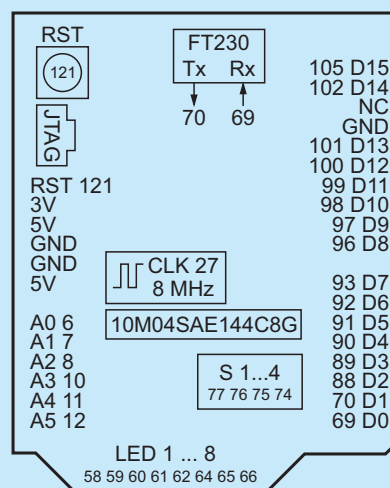 RST
121
JTAG
FT230
Tx Rx
70 69
RST 121
3V
5V
GND
GND
5V
A0 6
A1 7
A2 8
A3 10
A4 11
A5 12
CLK 27
8 MHz
10M04SAE144C8G
S 1...4
77 76 75 74
105 D15
102 D14
NC
GND
101 D13
100 D12
99 D11
98 D10
97 D9
96 D8
93 D7
92 D6
91 D5
90 D4
89 D3
88 D2
70 D1
69 D0
LED 1 ... 8
58 59 60 61 62 64 65 66